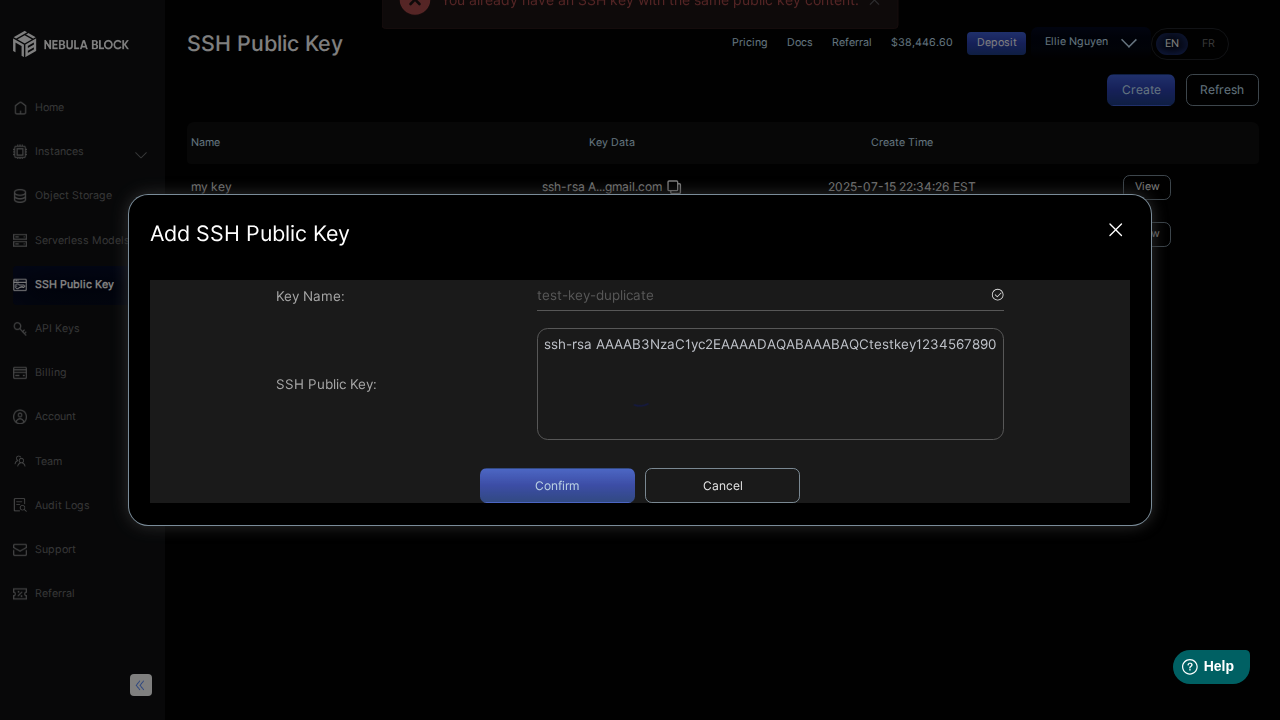 You already have an SSH key with the same public key content.
NEBULA BLOCK
SSH Public Key
Pricing
Docs
Referral
$38,446.60
Deposit
Ellie Nguyen
EN
FR
Create
Refresh
Home
Instances
Object Storage
Serverless Models
SSH Public Key
API Keys
Billing
Account
Team
Audit Logs
Support
Referral
Name
Key Data
Create Time
my key
ssh-rsa A...gmail.com
2025-07-15 22:34:26 EST
View
Add SSH Public Key
Key Name:
test-key-duplicate
SSH Public Key:
ssh-rsa AAAAB3NzaC1yc2EAAAADAQABAAABAQCtestkey1234567890
Confirm
Cancel
Help